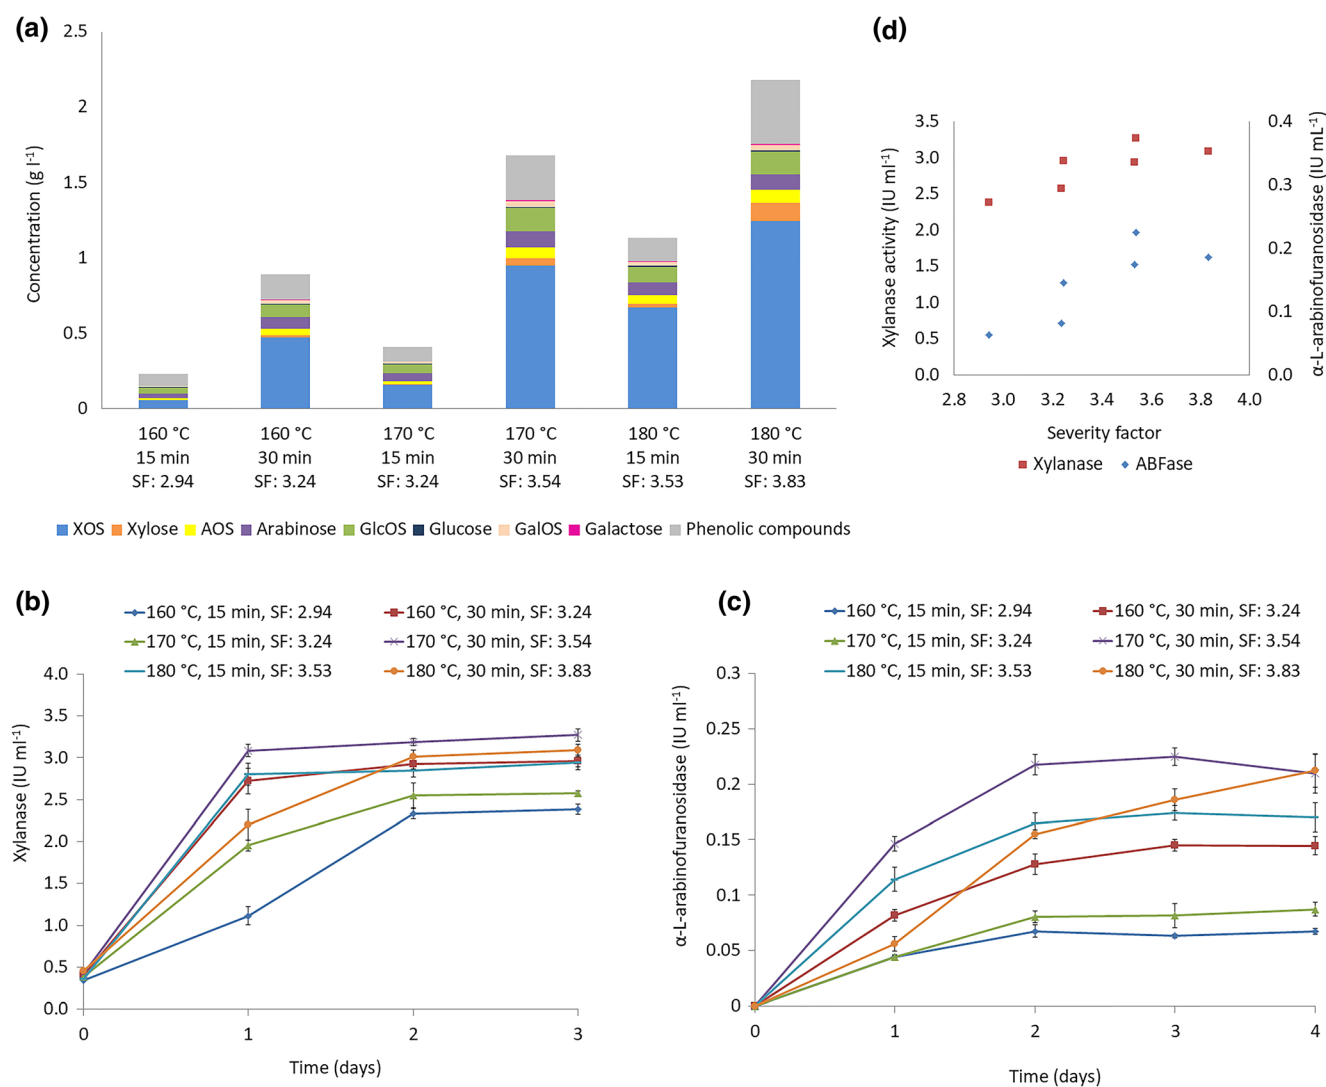 (a)
2.5
2
1.5
1
0.5
0
Concentration (g l-1)
160 °C 160 °C 170 °C 170 °C 180 °C 180 °C
15 min 30 min 15 min 30 min 15 min 30 min
SF: 2.94 SF: 3.24 SF: 3.24 SF: 3.54 SF: 3.53 SF: 3.83
XOS Xylose AOS Arabinose GlcOS Glucose GalOS Galactose Phenolic compounds
(d)
3.5
3.0
2.5
2.0
1.5
1.0
0.5
0.0
Xylanase activity (IU ml-1)
0.4
0.3
0.2
0.1
0.0
α-L-arabinofuranosidase (IU mL-1)
2.8 3.0 3.2 3.4 3.6 3.8 4.0
Severity factor
Xylanase ABFase
(b)
160 °C, 15 min, SF: 2.94 160 °C, 30 min, SF: 3.24
170 °C, 15 min, SF: 3.24 170 °C, 30 min, SF: 3.54
180 °C, 15 min, SF: 3.53 180 °C, 30 min, SF: 3.83
4.0
3.5
3.0
2.5
2.0
1.5
1.0
0.5
0.0
Xylanase (IU ml-1)
0 1 2 3
Time (days)
(c)
160 °C, 15 min, SF: 2.94 160 °C, 30 min, SF: 3.24
170 °C, 15 min, SF: 3.24 170 °C, 30 min, SF: 3.54
180 °C, 15 min, SF: 3.53 180 °C, 30 min, SF: 3.83
0.3
0.25
0.2
0.15
0.1
0.05
0
α-L-arabinofuranosidase (IU ml-1)
0 1 2 3 4
Time (days)